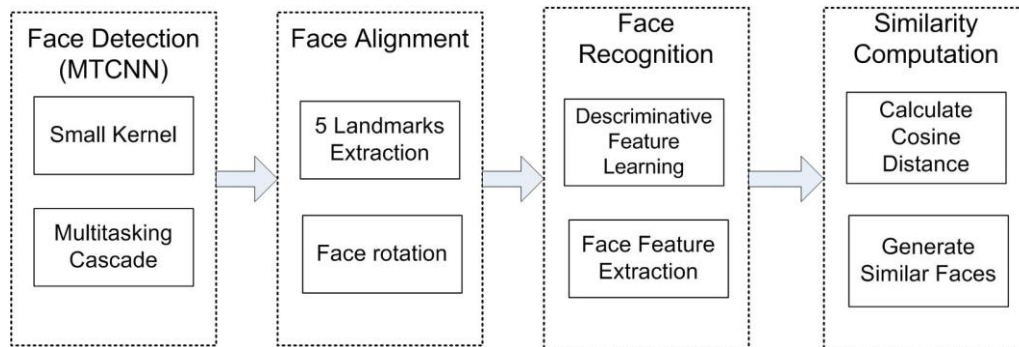 Face Detection
(MTCNN)
Small Kernel
Multitasking
Cascade
Face Alignment
5 Landmarks
Extraction
Face rotation
Face
Recognition
Descriminative
Feature
Learning
Face Feature
Extraction
Similarity
Computation
Calculate
Cosine
Distance
Generate
Similar Faces